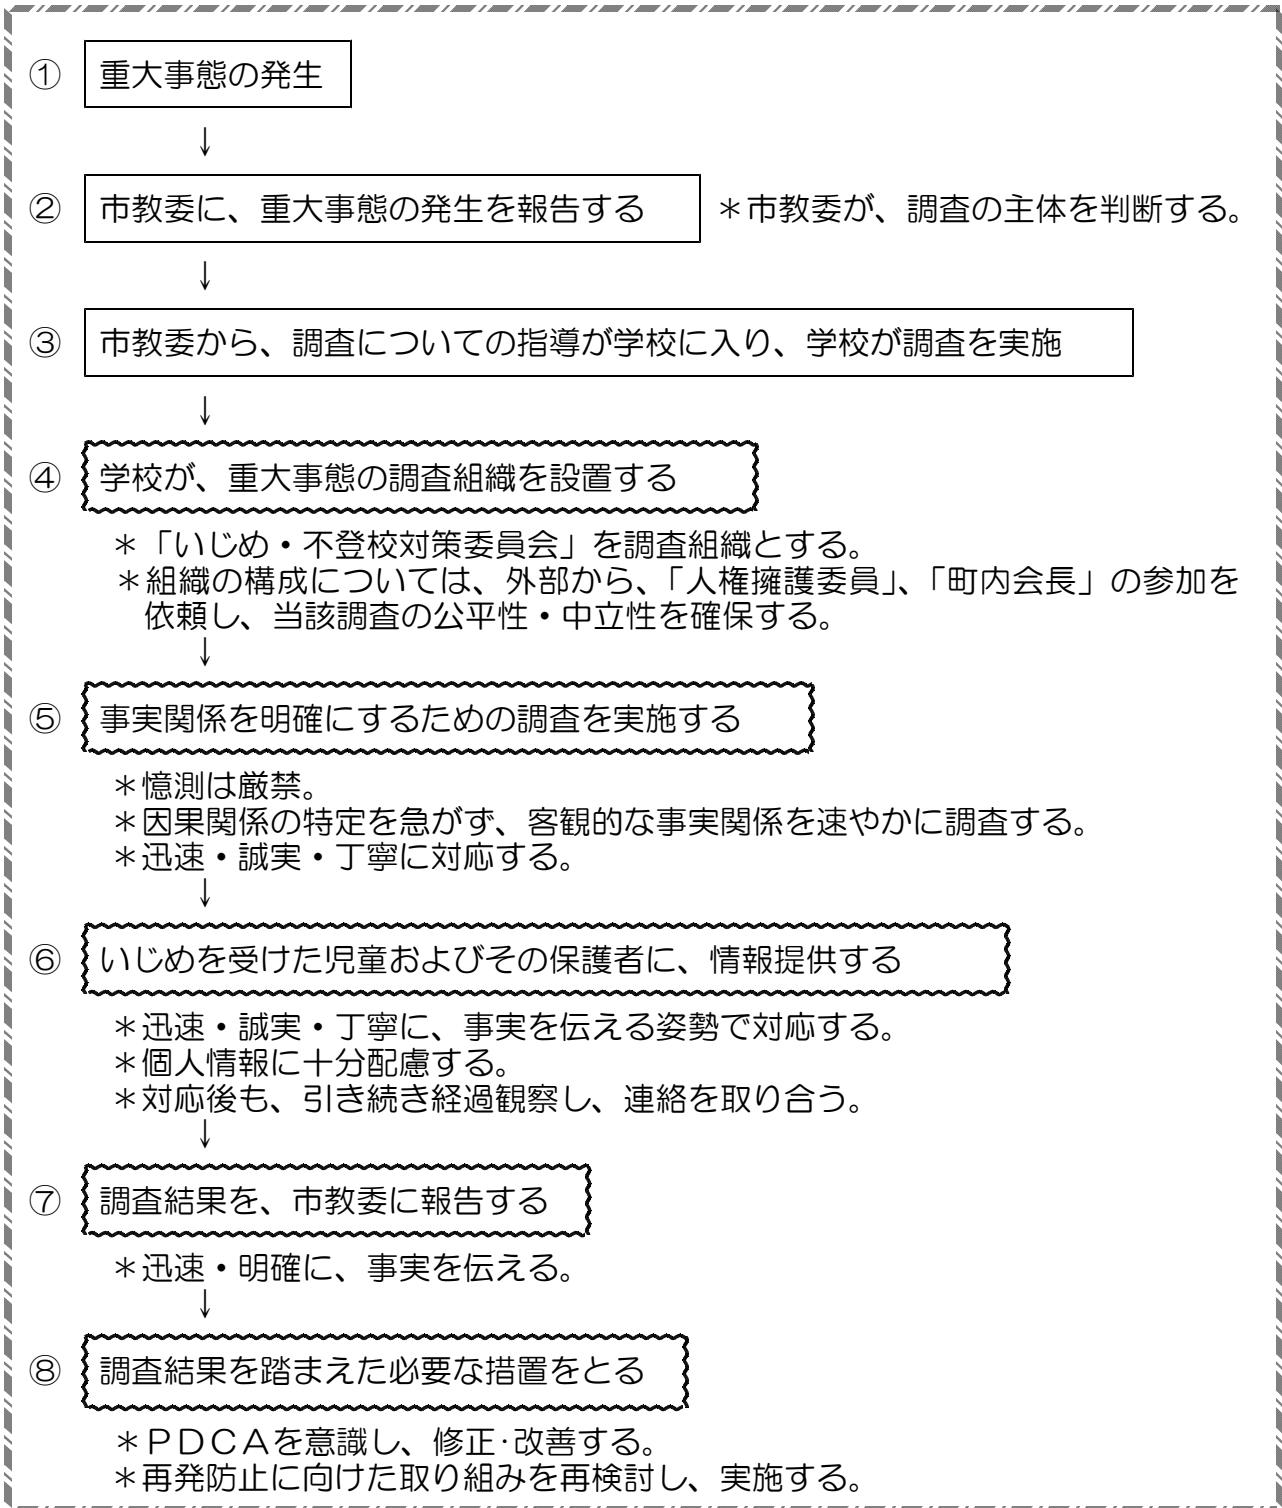 ① 重大事態の発生
↓
② 市教委に、重大事態の発生を報告する ＊市教委が、調査の主体を判断する。
↓
③ 市教委から、調査についての指導が学校に入り、学校が調査を実施
↓
④ 学校が、重大事態の調査組織を設置する
＊「いじめ・不登校対策委員会」を調査組織とする。
＊組織の構成については、外部から、「人権擁護委員」、「町内会長」の参加を
依頼し、当該調査の公平性・中立性を確保する。
↓
⑤ 事実関係を明確にするための調査を実施する
＊憶測は厳禁。
＊因果関係の特定を急がず、客観的な事実関係を速やかに調査する。
＊迅速・誠実・丁寧に対応する。
↓
⑥ いじめを受けた児童およびその保護者に、情報提供する
＊迅速・誠実・丁寧に、事実を伝える姿勢で対応する。
＊個人情報に十分配慮する。
＊対応後も、引き続き経過観察し、連絡を取り合う。
↓
⑦ 調査結果を、市教委に報告する
＊迅速・明確に、事実を伝える。
↓
⑧ 調査結果を踏まえた必要な措置をとる
＊ＰＤＣＡを意識し、修正･改善する。
＊再発防止に向けた取り組みを再検討し、実施する。